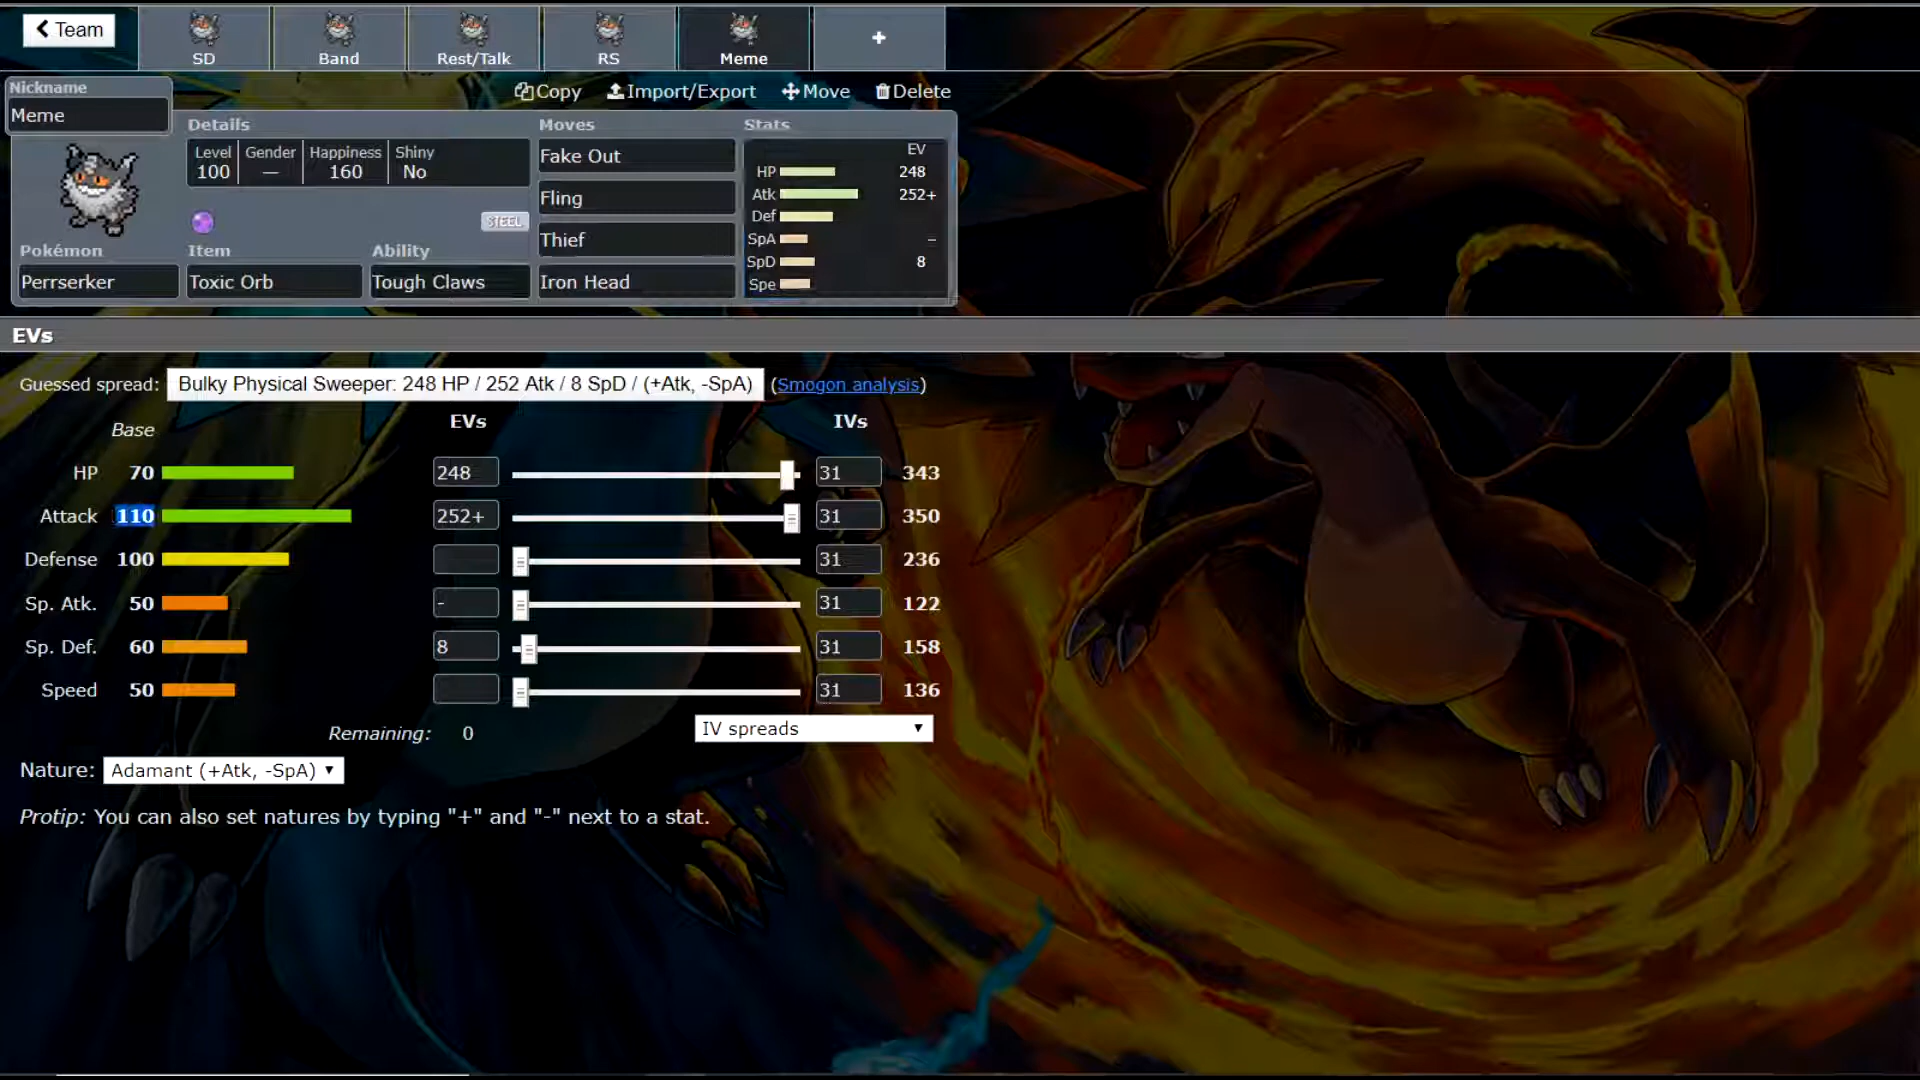 Team
SD
Band
Rest/Talk
RS
Meme
+
Copy Import/Export Move Delete
Nickname
Meme
Details
Level Gender Happiness Shiny
100 — 160 No
STEEL
Pokémon Item Ability
Perrserker Toxic Orb Tough Claws
Moves
Fake Out
Fling
Thief
Iron Head
Stats
EV
HP 248
Atk 252+
Def
SpA –
SpD 8
Spe
EVs
Guessed spread: Bulky Physical Sweeper: 248 HP / 252 Atk / 8 SpD / (+Atk, -SpA) (Smogon analysis)
Base EVs IVs
HP 70 248 31 343
Attack 110 252+ 31 350
Defense 100 31 236
Sp. Atk. 50 - 31 122
Sp. Def. 60 8 31 158
Speed 50 31 136
Remaining: 0 IV spreads
Nature: Adamant (+Atk, -SpA)
Protip: You can also set natures by typing "+" and "-" next to a stat.